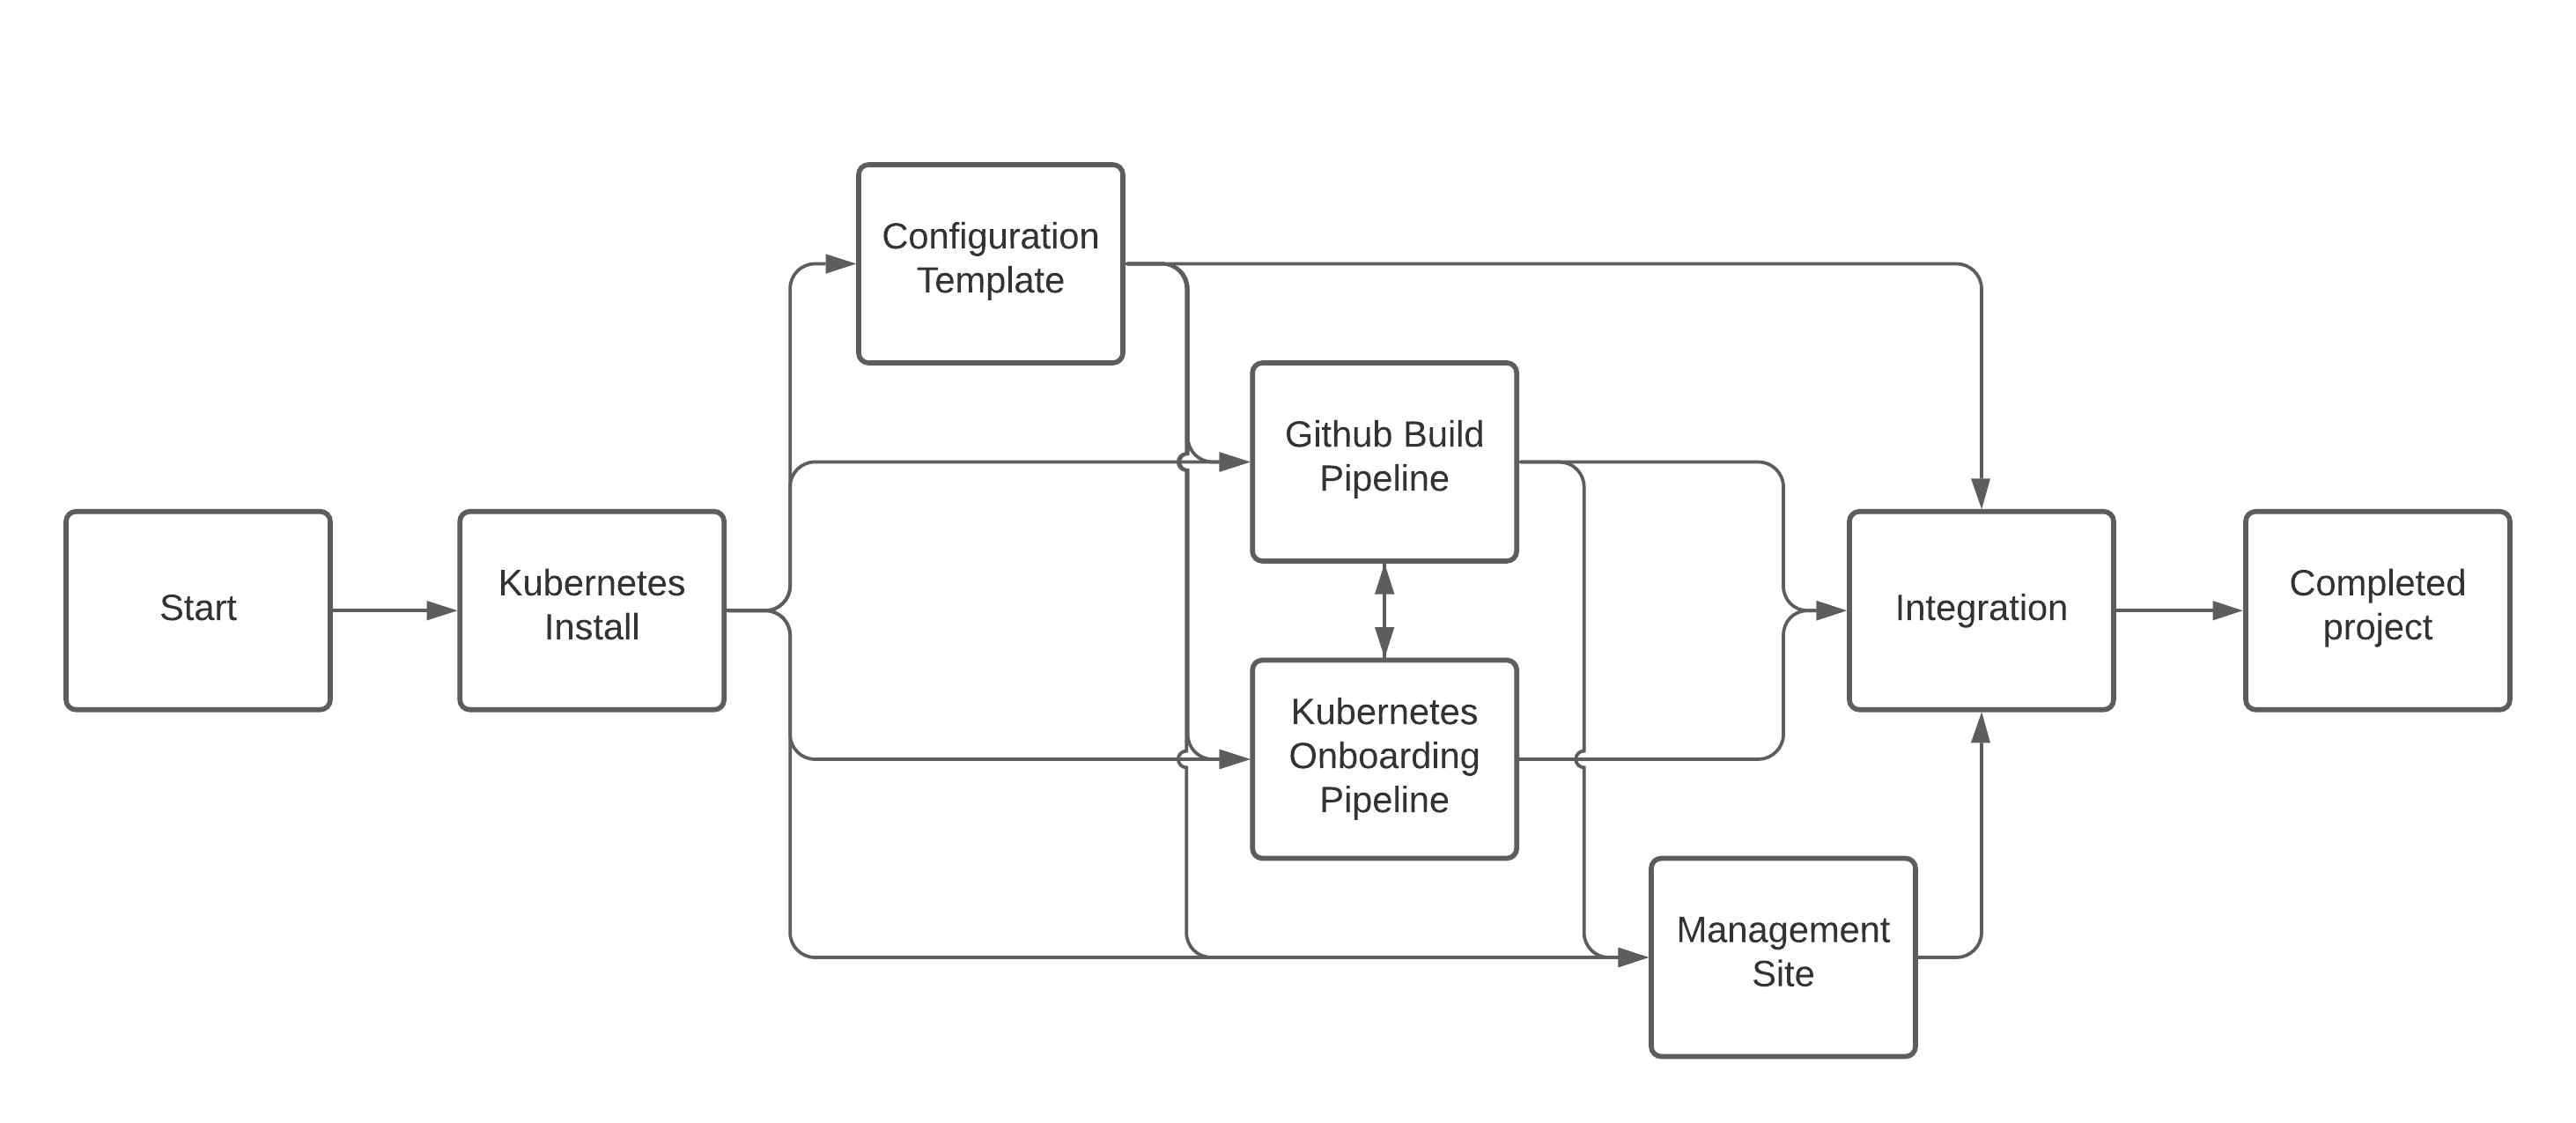 Configuration
Template
Github Build
Pipeline
Start
Kubernetes
Install
Integration
Completed
project
Kubernetes
Onboarding
Pipeline
Management
Site